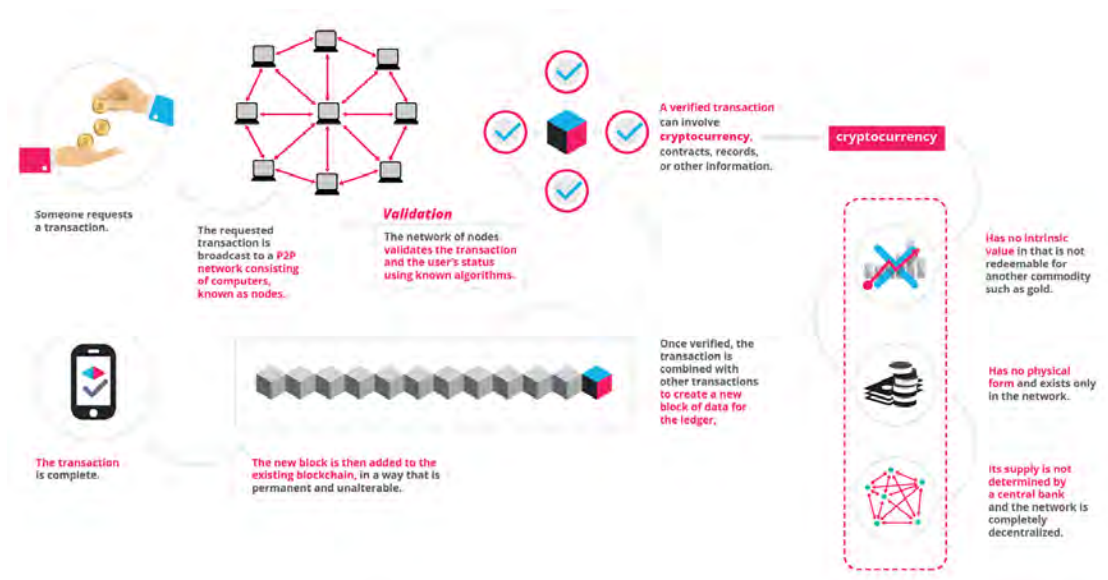 Someone requests
a transaction.
The requested
transaction is
broadcast to a P2P
network consisting
of computers,
known as nodes.
Validation
The network of nodes
validates the transaction
and the user's status
using known algorithms.
A verified transaction
can involve
cryptocurrency,
contracts, records,
or other information.
cryptocurrency
Has no intrinsic
value in that is not
redeemable for
another commodity
such as gold.
Has no physical
form and exists only
in the network.
Its supply is not
determined by
a central bank
and the network is
completely
decentralized.
Once verified, the
transaction is
combined with
other transactions
to create a new
block of data for
the ledger.
The new block is then added to the
existing blockchain, in a way that is
permanent and unalterable.
The transaction
is complete.